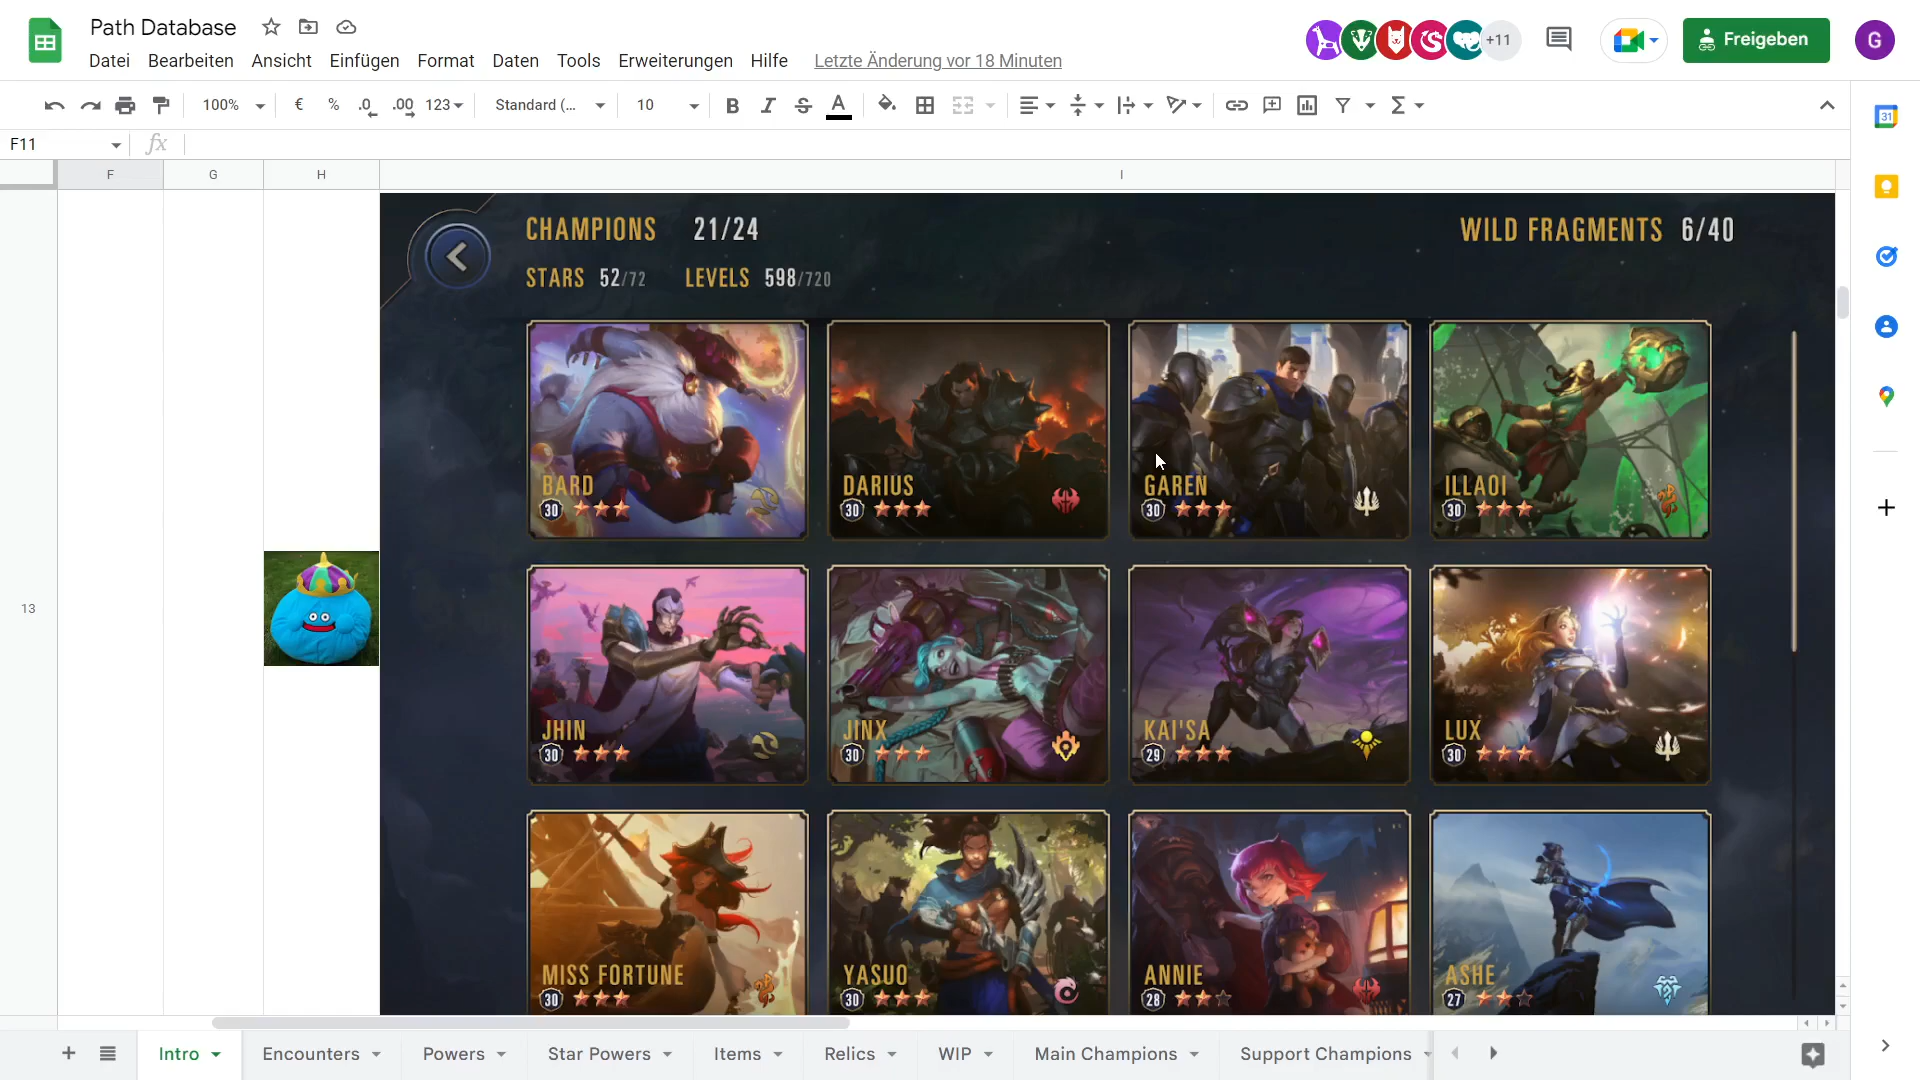 Path Database
+11
Freigeben
G
Datei Bearbeiten Ansicht Einfügen Format Daten Tools Erweiterungen Hilfe Letzte Änderung vor 18 Minuten
100% € % .0 .00 123 Standard (... 10 B I S A Σ
31
F11 fx
F G H I
CHAMPIONS 21/24
WILD FRAGMENTS 6/40
STARS 52/72 LEVELS 598/720
BARD
30
DARIUS
30
GAREN
30
ILLAOI
30
13
JHIN
30
JINX
30
KAI'SA
29
LUX
30
MISS FORTUNE
30
YASUO
30
ANNIE
28
ASHE
27
Intro Encounters Powers Star Powers Items Relics WIP Main Champions Support Champions